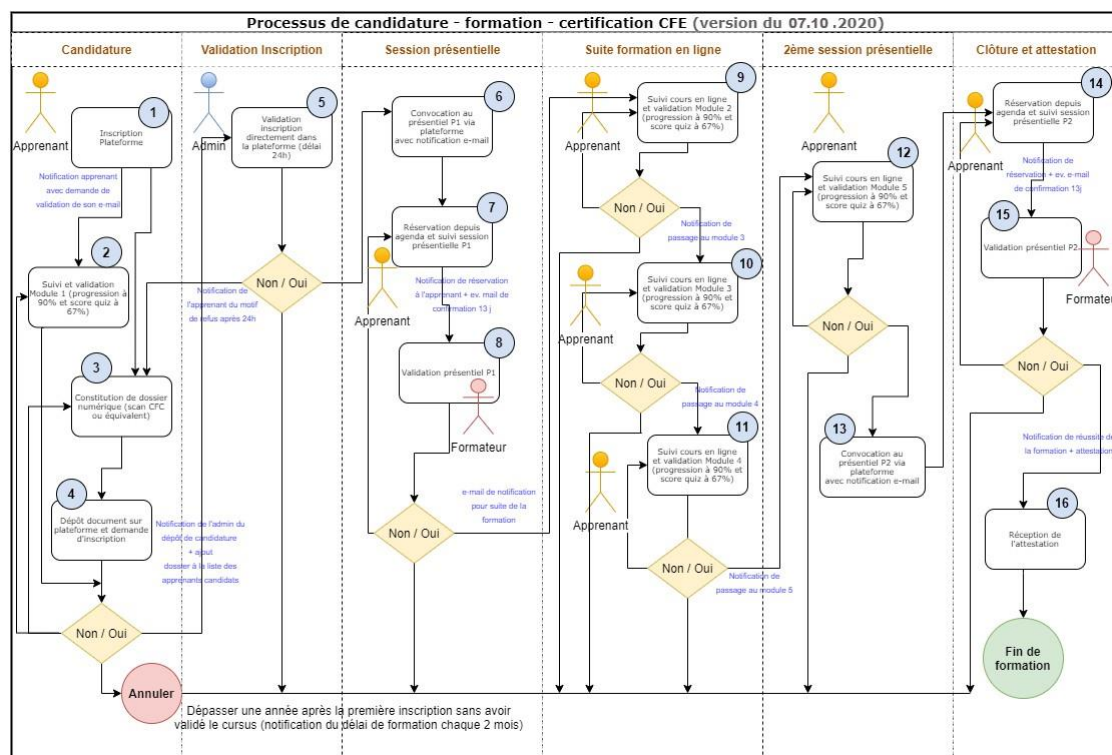 Processus de candidature - formation - certification CFE (version du 07.10 .2020)
Candidature
Validation Inscription
Session présentielle
Suite formation en ligne
2ème session présentielle
Clôture et attestation
Apprenant
1
Inscription
Plateforme
Notification apprenant
avec demande de
validation de son e-mail
2
Suivi et validation
Module 1 (progression à
90% et score quiz à
67%)
3
Constitution de dossier
numérique (scan CFC
ou équivalent)
4
Dépôt document sur
plateforme et demande
d'inscription
Notification de l'admin du
dépôt de candidature
+ ajout
dossier à la liste des
apprenants candidats
Non / Oui
Annuler
Dépasser une année après la première inscription sans avoir
validé le cursus (notification du délai de formation chaque 2 mois)
Admin
5
Validation
inscription
directement dans
la plateforme (délai
24h)
Non / Oui
Notification de
l'apprenant du motif
de refus après 24h
6
Convocation au
présentiel P1 via
plateforme
avec notification e-mail
7
Réservation depuis
agenda et suivi session
présentielle P1
Apprenant
Notification de réservation
à l'apprenant + ev. mail de
confirmation 13 j
8
Validation présentiel P1
Formateur
Non / Oui
e-mail de notification
pour suite de la
formation
9
Suivi cours en ligne
et validation Module 2
(progression à 90% et
score quiz à 67%)
Apprenant
Non / Oui
Notification de
passage au module 3
10
Suivi cours en ligne
et validation Module 3
(progression à 90% et
score quiz à 67%)
Apprenant
Non / Oui
Notification de
passage au module 4
11
Suivi cours en ligne
et validation Module 4
(progression à 90% et
score quiz à 67%)
Apprenant
Non / Oui
Notification de
passage au module 5
12
Suivi cours en ligne
et validation Module 5
(progression à 90% et
score quiz à 67%)
Apprenant
Non / Oui
13
Convocation au
présentiel P2 via
plateforme
avec notification e-mail
14
Réservation depuis
agenda et suivi session
présentielle P2
Apprenant
Notification de
réservation + ev. e-mail
de confirmation 13j
15
Validation présentiel P2
Formateur
Non / Oui
Notification de réussite de
la formation + attestation
16
Réception de
l'attestation
Fin de
formation